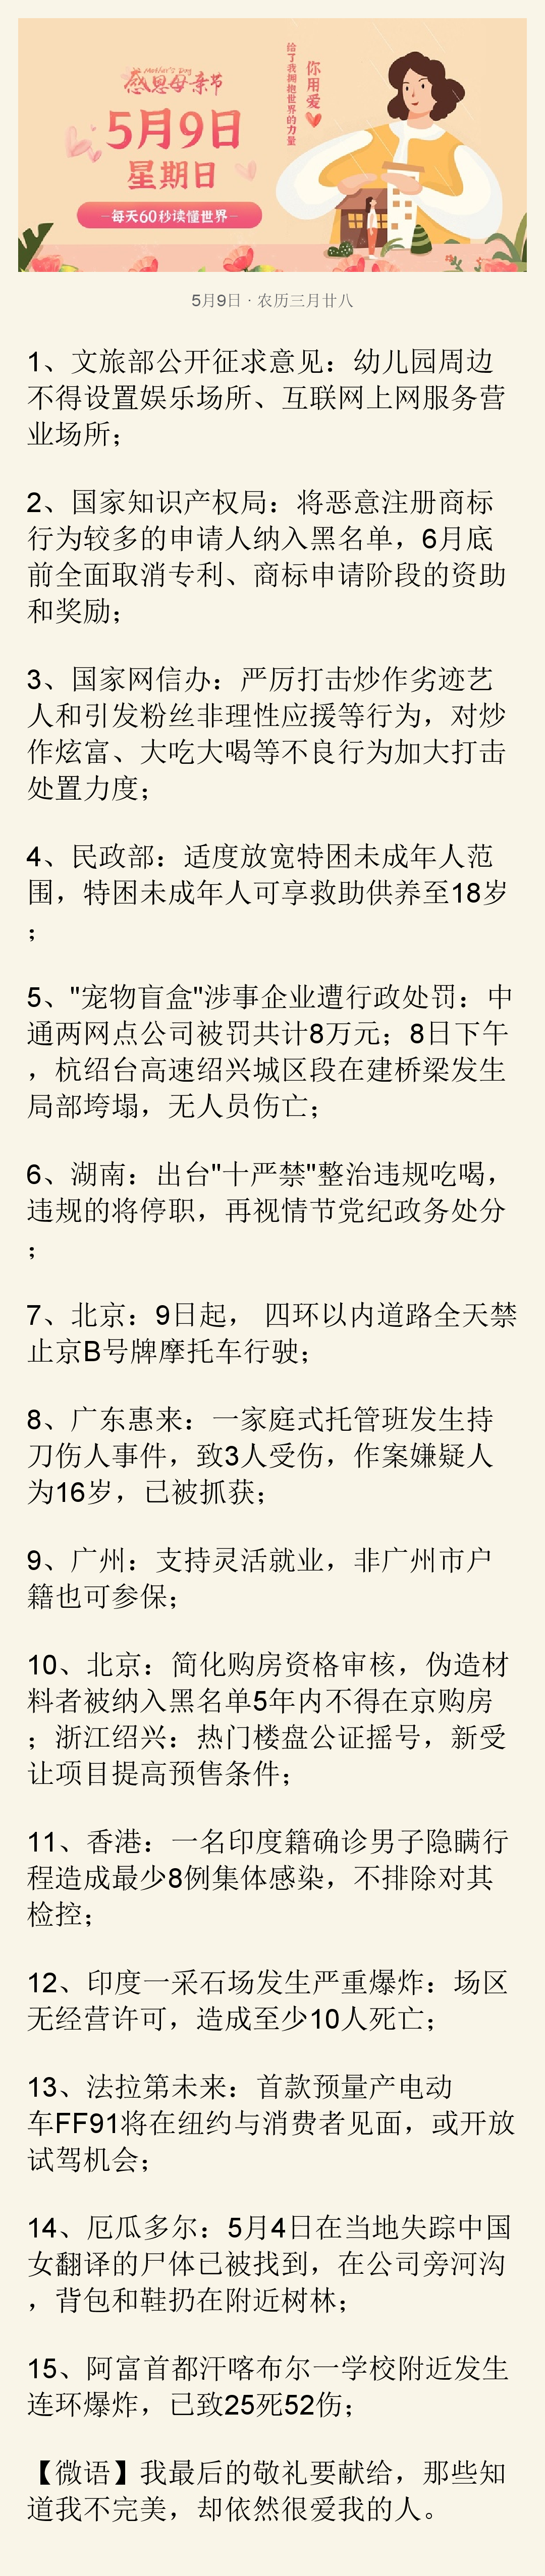 Mother's Day
感恩母亲节
5月9日
星期日
每天60秒读懂世界
你用爱
给了我拥抱世界的力量
5月9日 · 农历三月廿八
1、文旅部公开征求意见：幼儿园周边
不得设置娱乐场所、互联网上网服务营
业场所；
2、国家知识产权局：将恶意注册商标
行为较多的申请人纳入黑名单，6月底
前全面取消专利、商标申请阶段的资助
和奖励；
3、国家网信办：严厉打击炒作劣迹艺
人和引发粉丝非理性应援等行为，对炒
作炫富、大吃大喝等不良行为加大打击
处置力度；
4、民政部：适度放宽特困未成年人范
围，特困未成年人可享救助供养至18岁
；
5、"宠物盲盒"涉事企业遭行政处罚：中
通两网点公司被罚共计8万元；8日下午
，杭绍台高速绍兴城区段在建桥梁发生
局部垮塌，无人员伤亡；
6、湖南：出台"十严禁"整治违规吃喝，
违规的将停职，再视情节党纪政务处分
；
7、北京：9日起， 四环以内道路全天禁
止京B号牌摩托车行驶；
8、广东惠来：一家庭式托管班发生持
刀伤人事件，致3人受伤，作案嫌疑人
为16岁，已被抓获；
9、广州：支持灵活就业，非广州市户
籍也可参保；
10、北京：简化购房资格审核，伪造材
料者被纳入黑名单5年内不得在京购房
；浙江绍兴：热门楼盘公证摇号，新受
让项目提高预售条件；
11、香港：一名印度籍确诊男子隐瞒行
程造成最少8例集体感染，不排除对其
检控；
12、印度一采石场发生严重爆炸：场区
无经营许可，造成至少10人死亡；
13、法拉第未来：首款预量产电动
车FF91将在纽约与消费者见面，或开放
试驾机会；
14、厄瓜多尔：5月4日在当地失踪中国
女翻译的尸体已被找到，在公司旁河沟
，背包和鞋扔在附近树林；
15、阿富首都汗喀布尔一学校附近发生
连环爆炸，已致25死52伤；
【微语】我最后的敬礼要献给，那些知
道我不完美，却依然很爱我的人。